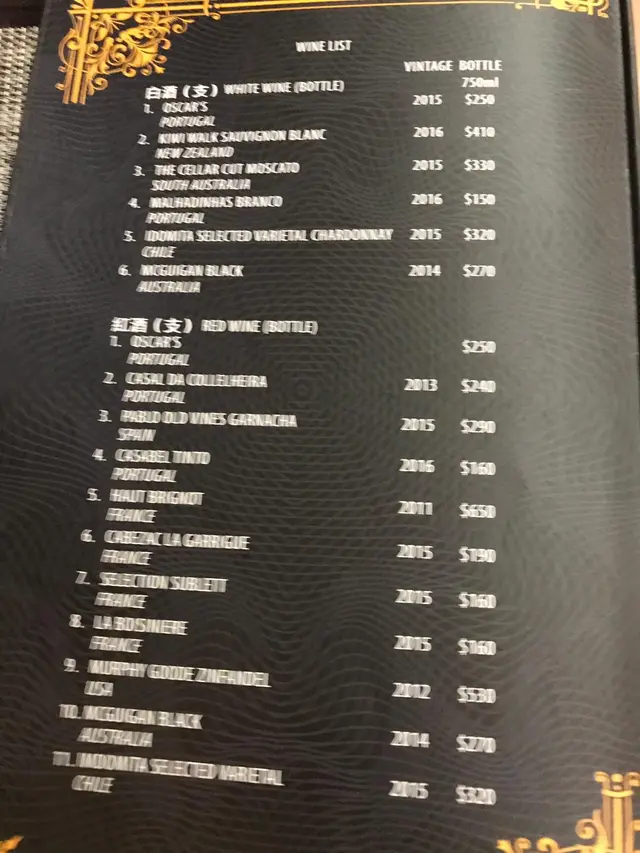 WINE LIST
VINTAGE BOTTLE
750ml
白酒（支）WHITE WINE (BOTTLE)
1. OSCAR'S 2015 $250
PORTUGAL
2. KIWI WALK SAUVIGNON BLANC 2016 $410
NEW ZEALAND
3. THE CELLAR CUT MOSCATO 2015 $330
SOUTH AUSTRALIA
4. MALHADINHAS BRANCO 2016 $150
PORTUGAL
5. IDOMITA SELECTED VARIETAL CHARDONNAY 2015 $320
CHILE
6. MCGUIGAN BLACK 2014 $270
AUSTRALIA
红酒（支）RED WINE (BOTTLE)
1. OSCAR'S $250
PORTUGAL
2. CASAL DA COLLELHEIRA 2013 $240
PORTUGAL
3. PABLO OLD VINES GARNACHA 2015 $290
SPAIN
4. CASABEL TINTO 2016 $160
PORTUGAL
5. HAUT BRIGNOT 2011 $650
FRANCE
6. CABEZAC LA GARRIGUE 2015 $190
FRANCE
7. SELECTION SUBLETT 2015 $160
FRANCE
8. LA BOISINIERE 2015 $160
FRANCE
9. MURPHY GOODE ZINFANDEL 2012 $530
USA
10. MCGUIGAN BLACK 2014 $270
AUSTRALIA
11. IMDOMITA SELECTED VARIETAL 2015 $320
CHILE